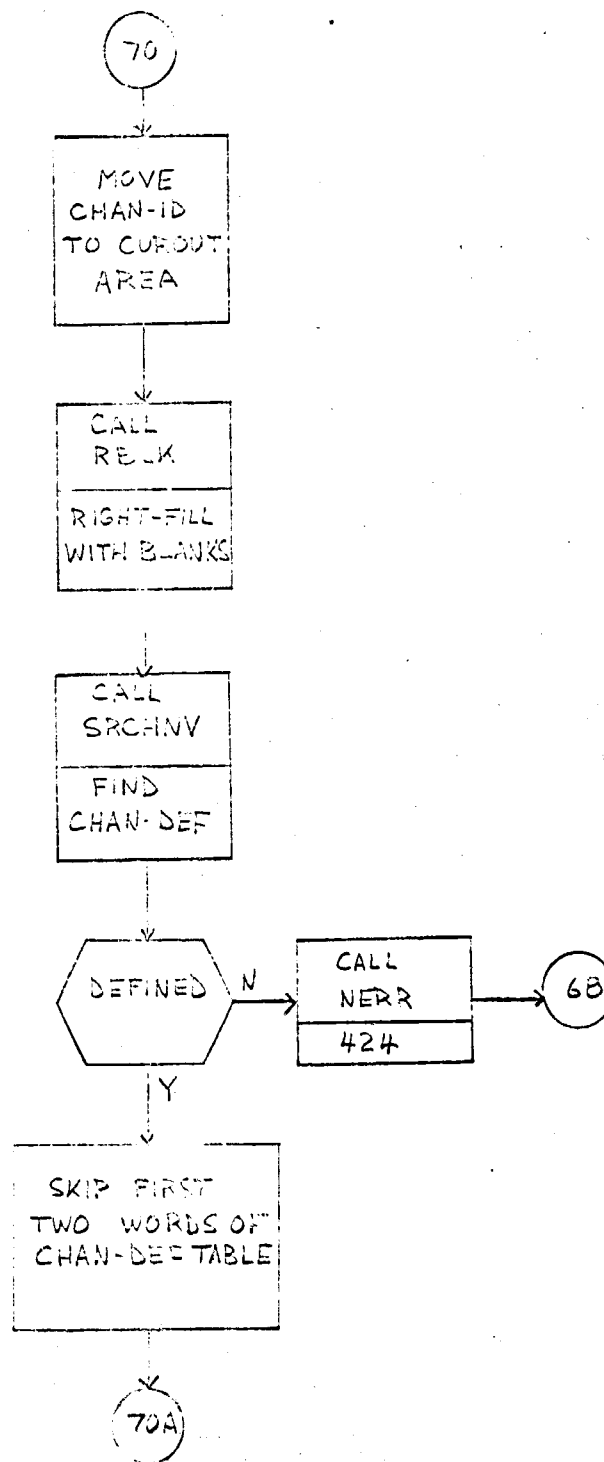 70
MOVE
CHAN-ID
TO CUROUT
AREA
CALL
RIGHT-FILL
WITH BLANKS
CALL
SRCHNV
FIND
CHAN-DEF
DEFINED
N
CALL
NERR
424
68
Y
SKIP FIRST
TWO WORDS OF
CHAN-DEF TABLE
70A